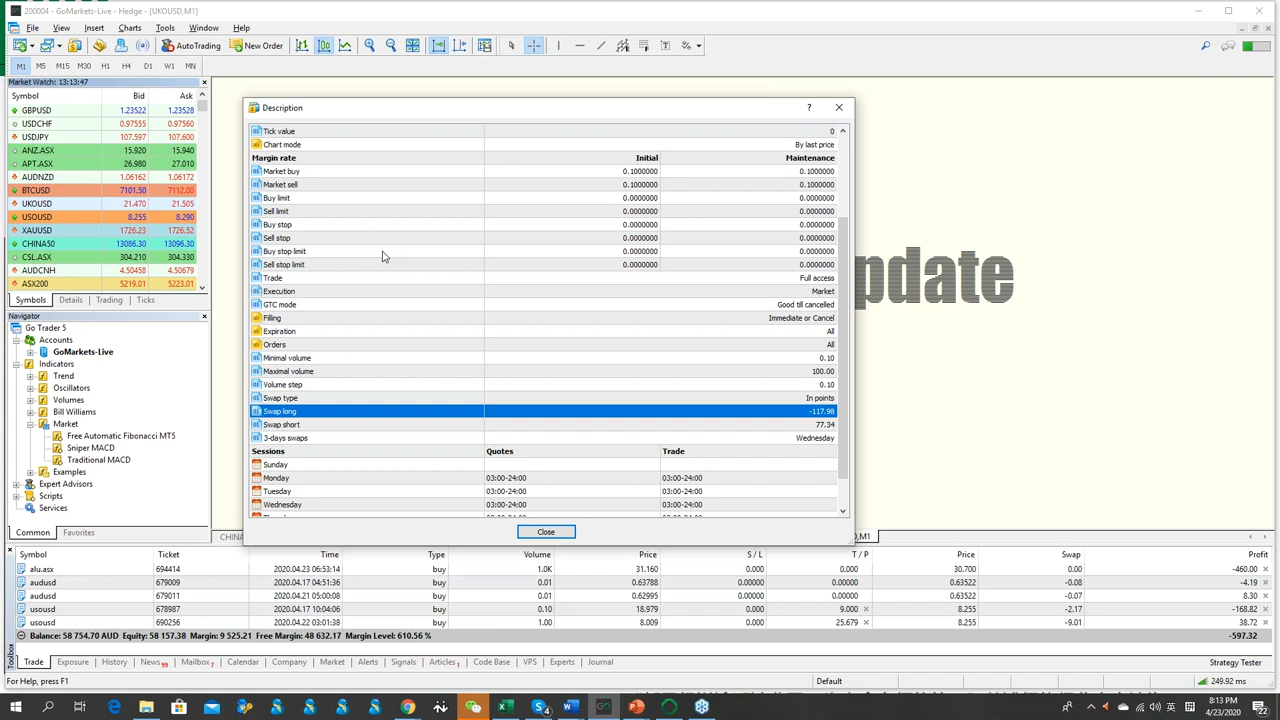 200004 - GoMarkets-Live - Hedge - [UKOUSD,M1]
File View Insert Charts Tools Window Help
AutoTrading New Order
M1 M5 M15 M30 H1 H4 D1 W1 MN
Market Watch: 13:13:47
Symbol Bid Ask
GBPUSD 1.23522 1.23528
USDCHF 0.97555 0.97560
USDJPY 107.597 107.600
ANZ.ASX 15.920 15.940
APT.ASX 26.980 27.010
AUDNZD 1.06162 1.06172
BTCUSD 7101.50 7112.00
UKOUSD 21.470 21.505
USOUSD 8.255 8.290
XAUUSD 1726.23 1726.52
CHINA50 13086.30 13096.30
CSL.ASX 304.210 304.330
AUDCNH 4.50458 4.50679
ASX200 5219.01 5223.01
Symbols Details Trading Ticks
Navigator
Go Trader 5
Accounts
GoMarkets-Live
Indicators
Trend
Oscillators
Volumes
Bill Williams
Market
Free Automatic Fibonacci MT5
Sniper MACD
Traditional MACD
Examples
Expert Advisors
Scripts
Services
Common Favorites
Description
Tick value 0
Chart mode By last price
Margin rate Initial Maintenance
Market buy 0.1000000 0.1000000
Market sell 0.1000000 0.1000000
Buy limit 0.0000000 0.0000000
Sell limit 0.0000000 0.0000000
Buy stop 0.0000000 0.0000000
Sell stop 0.0000000 0.0000000
Buy stop limit 0.0000000 0.0000000
Sell stop limit 0.0000000 0.0000000
Trade Full access
Execution Market
GTC mode Good till cancelled
Filling Immediate or Cancel
Expiration All
Orders All
Minimal volume 0.10
Maximal volume 100.00
Volume step 0.10
Swap type In points
Swap long -117.98
Swap short 77.34
3-days swaps Wednesday
Sessions Quotes Trade
Sunday
Monday 03:00-24:00 03:00-24:00
Tuesday 03:00-24:00 03:00-24:00
Wednesday 03:00-24:00 03:00-24:00
Close
pdate
CHINA
D,M1
Symbol Ticket Time Type Volume Price S / L T / P Price Swap Profit
alu.asx 694414 2020.04.23 06:53:14 buy 1.0K 31.160 0.000 0.000 30.700 0.00 -460.00
audusd 679009 2020.04.17 04:51:36 buy 0.01 0.63788 0.00000 0.00000 0.63522 -0.08 -4.19
audusd 679011 2020.04.21 05:00:08 buy 0.01 0.62995 0.00000 0.00000 0.63522 -0.07 8.30
usousd 678987 2020.04.17 10:04:06 buy 0.10 18.979 0.000 9.000 8.255 -2.17 -168.82
usousd 690256 2020.04.22 03:01:38 buy 1.00 8.009 0.000 25.679 8.255 -9.01 38.72
Balance: 58 754.70 AUD Equity: 58 157.38 Margin: 9 525.21 Free Margin: 48 632.17 Margin Level: 610.56 % -597.32
Toolbox
Trade Exposure History News 99 Mailbox 7 Calendar Company Market Alerts Signals Articles 1 Code Base VPS Experts Journal Strategy Tester
For Help, press F1 Default 249.92 ms
英 8:13 PM
4/23/2020 22